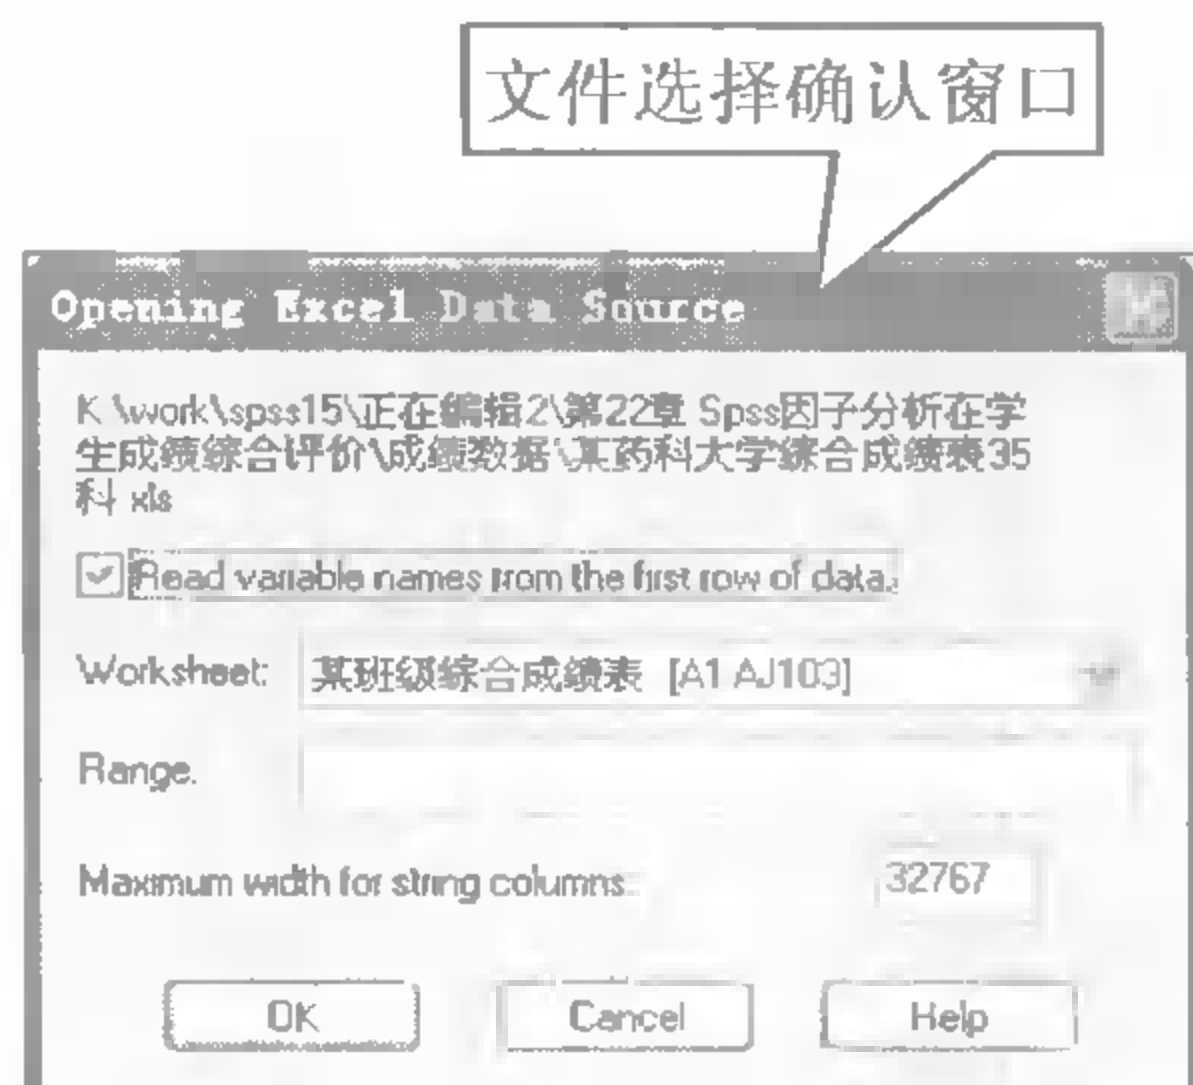 文件选择确认窗口
Opening Excel Data Source
K:\work\spss15\正在编辑2\第22章 Spss因子分析在学
生成绩综合评价\成绩数据\某药科大学综合成绩表35
科.xls
Read variable names from the first row of data.
Worksheet: 某班级综合成绩表 [A1:AJ103]
Range:
Maximum width for string columns: 32767
OK Cancel Help